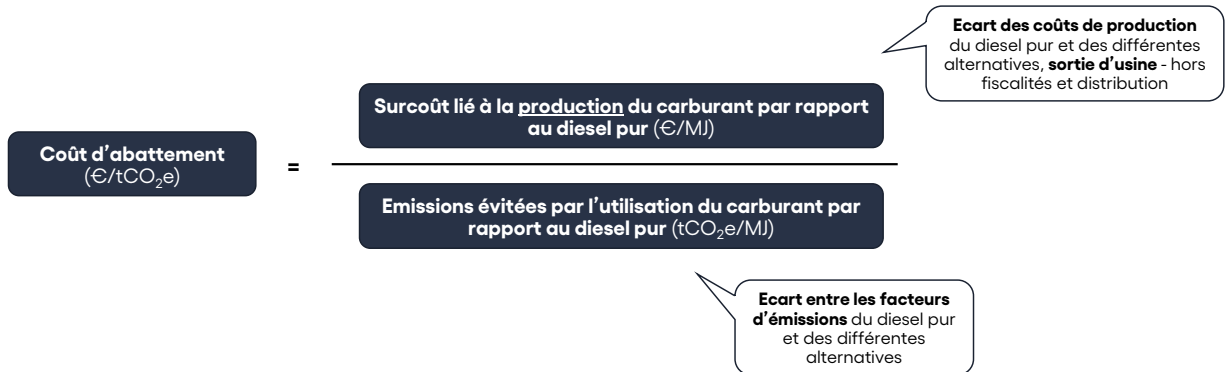 Ecart des coûts de production
du diesel pur et des différentes
alternatives, sortie d'usine - hors
fiscalités et distribution
Surcoût lié à la production du carburant par rapport
au diesel pur (€/MJ)
Coût d'abattement
(€/tCO₂e)
=
Emissions évitées par l'utilisation du carburant par
rapport au diesel pur (tCO₂e/MJ)
Ecart entre les facteurs
d'émissions du diesel pur
et des différentes
alternatives